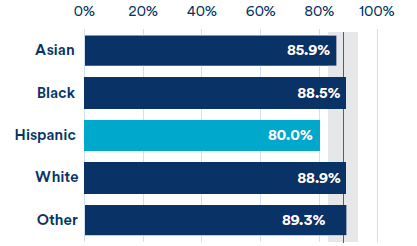 0% 20% 40% 60% 80% 100%
Asian 85.9%
Black 88.5%
Hispanic 80.0%
White 88.9%
Other 89.3%